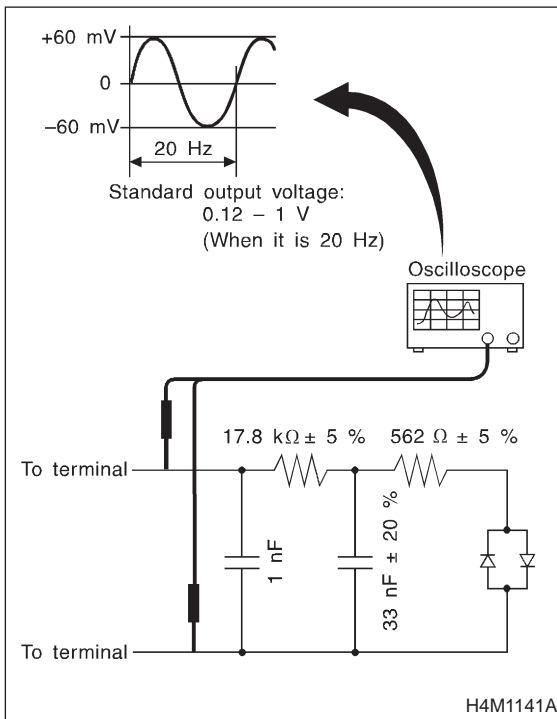 +60 mV
0
−60 mV
20 Hz
Standard output voltage:
0.12 – 1 V
(When it is 20 Hz)
Oscilloscope
17.8 kΩ ± 5 %
562 Ω ± 5 %
To terminal
1 nF
33 nF ± 20 %
To terminal
H4M1141A